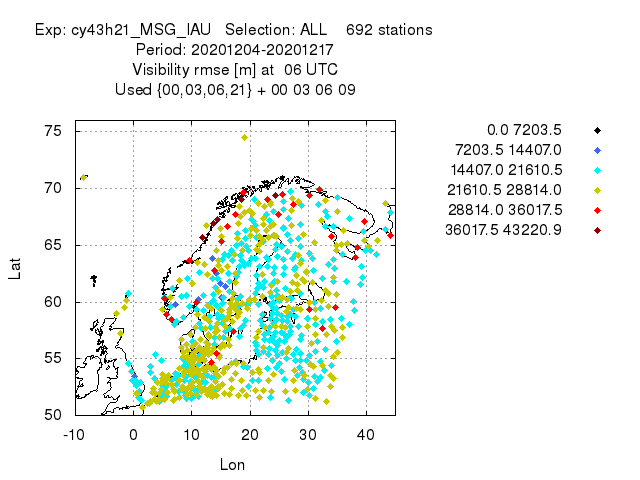 Exp: cy43h21_MSG_IAU Selection: ALL 692 stations
Period: 20201204-20201217
Visibility rmse [m] at 06 UTC
Used {00,03,06,21} + 00 03 06 09
75
70
65
60
55
50
Lat
-10 0 10 20 30 40
Lon
0.0 7203.5
7203.5 14407.0
14407.0 21610.5
21610.5 28814.0
28814.0 36017.5
36017.5 43220.9